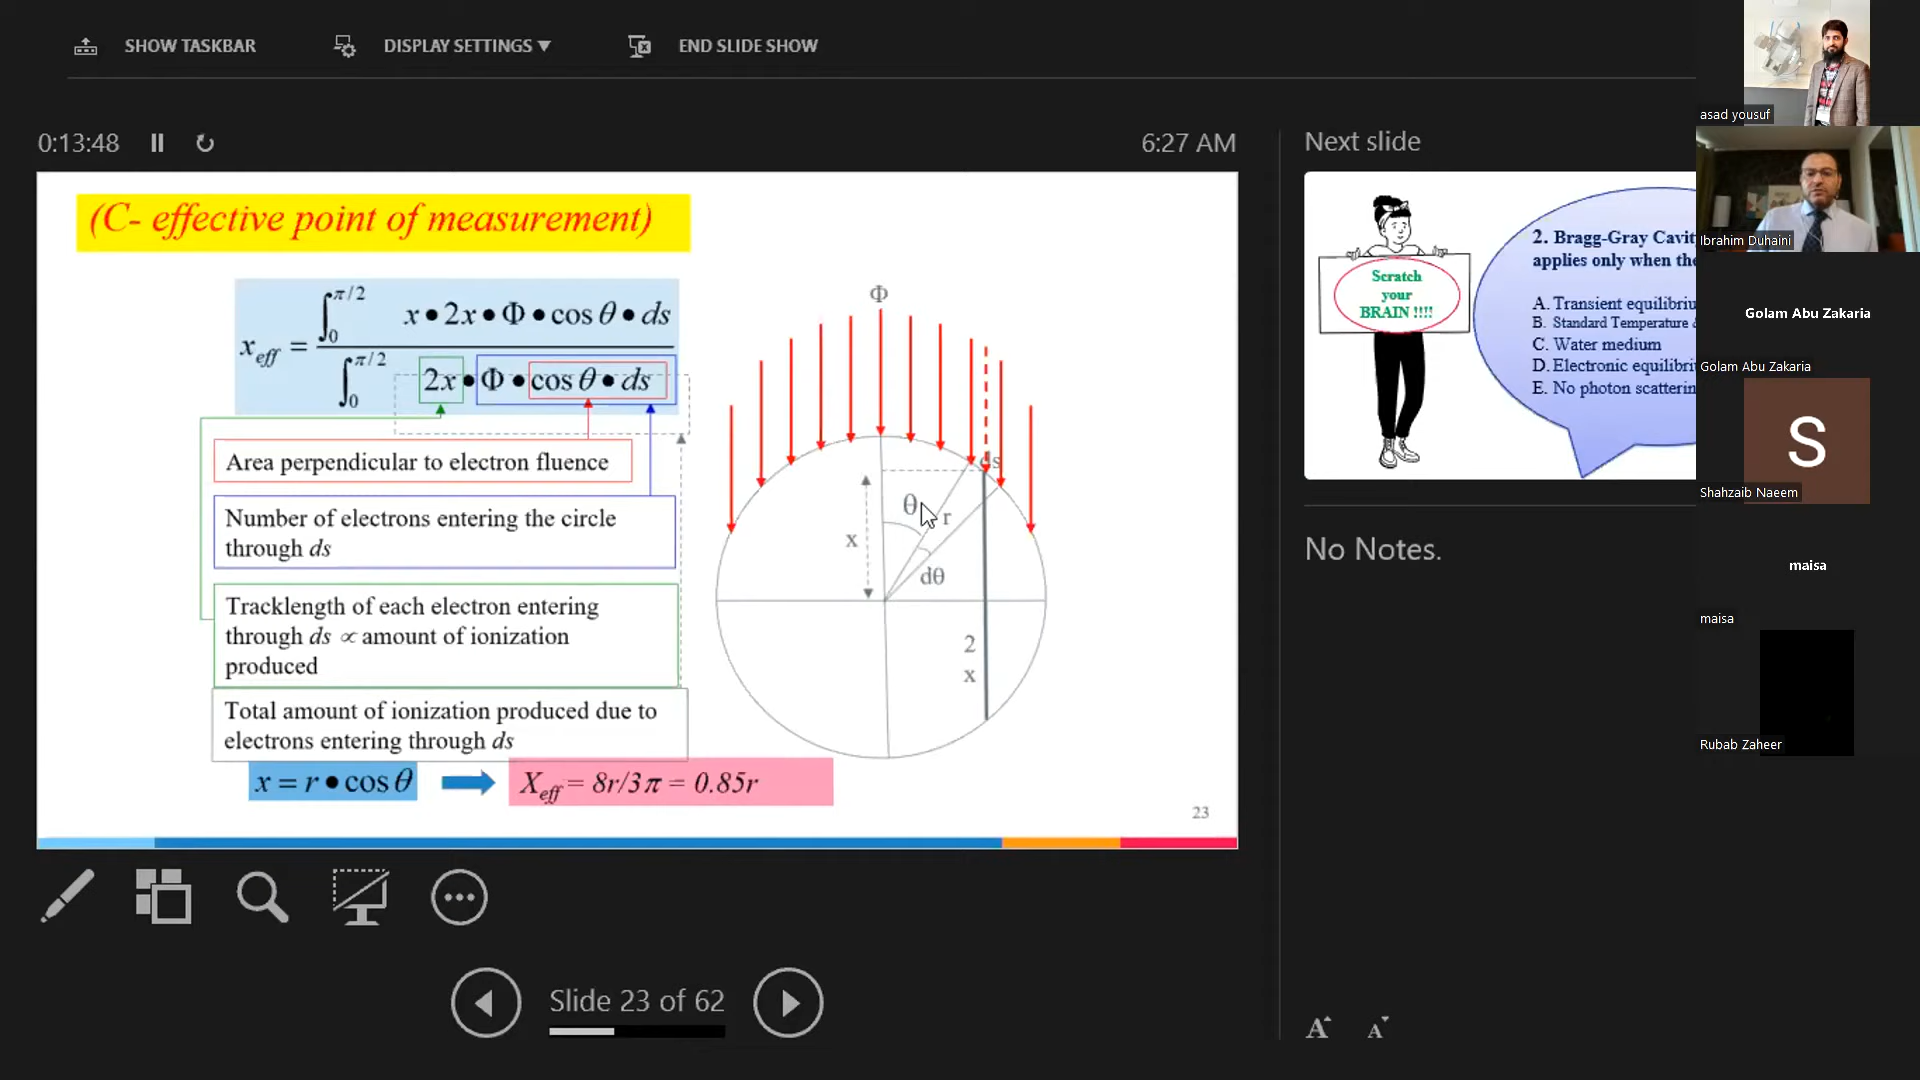 SHOW TASKBAR
DISPLAY SETTINGS ▼
END SLIDE SHOW
0:13:48
6:27 AM
(C- effective point of measurement)
x_eff = ∫_0^{π/2} x • 2x • Φ • cos θ • ds / ∫_0^{π/2} 2x • Φ • cos θ • ds
Area perpendicular to electron fluence
Number of electrons entering the circle
through ds
Tracklength of each electron entering
through ds ∝ amount of ionization
produced
Total amount of ionization produced due to
electrons entering through ds
x = r • cos θ
X_eff = 8r/3π = 0.85r
Φ
ds
θ
r
x
dθ
2
x
23
Slide 23 of 62
Next slide
Scratch
your
BRAIN !!!!
2. Bragg-Gray Cavit
applies only when the
A. Transient equilibriu
B. Standard Temperature &
C. Water medium
D. Electronic equilibri
E. No photon scatterin
No Notes.
A A
asad yousuf
Ibrahim Duhaini
Golam Abu Zakaria
Golam Abu Zakaria
S
Shahzaib Naeem
maisa
maisa
Rubab Zaheer